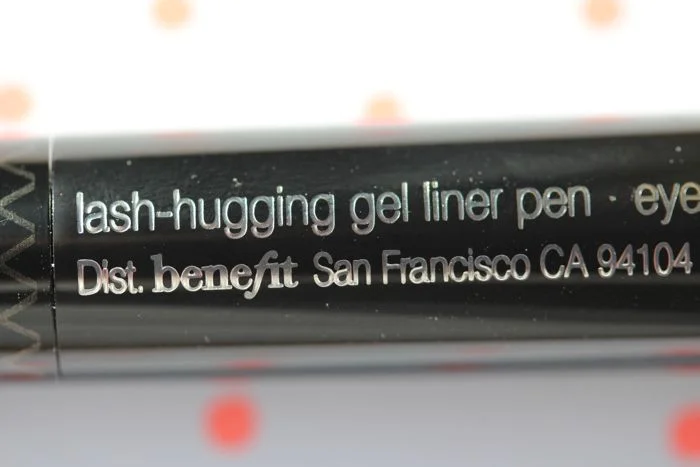 lash-hugging gel liner pen · eye
Dist. benefit San Francisco CA 94104